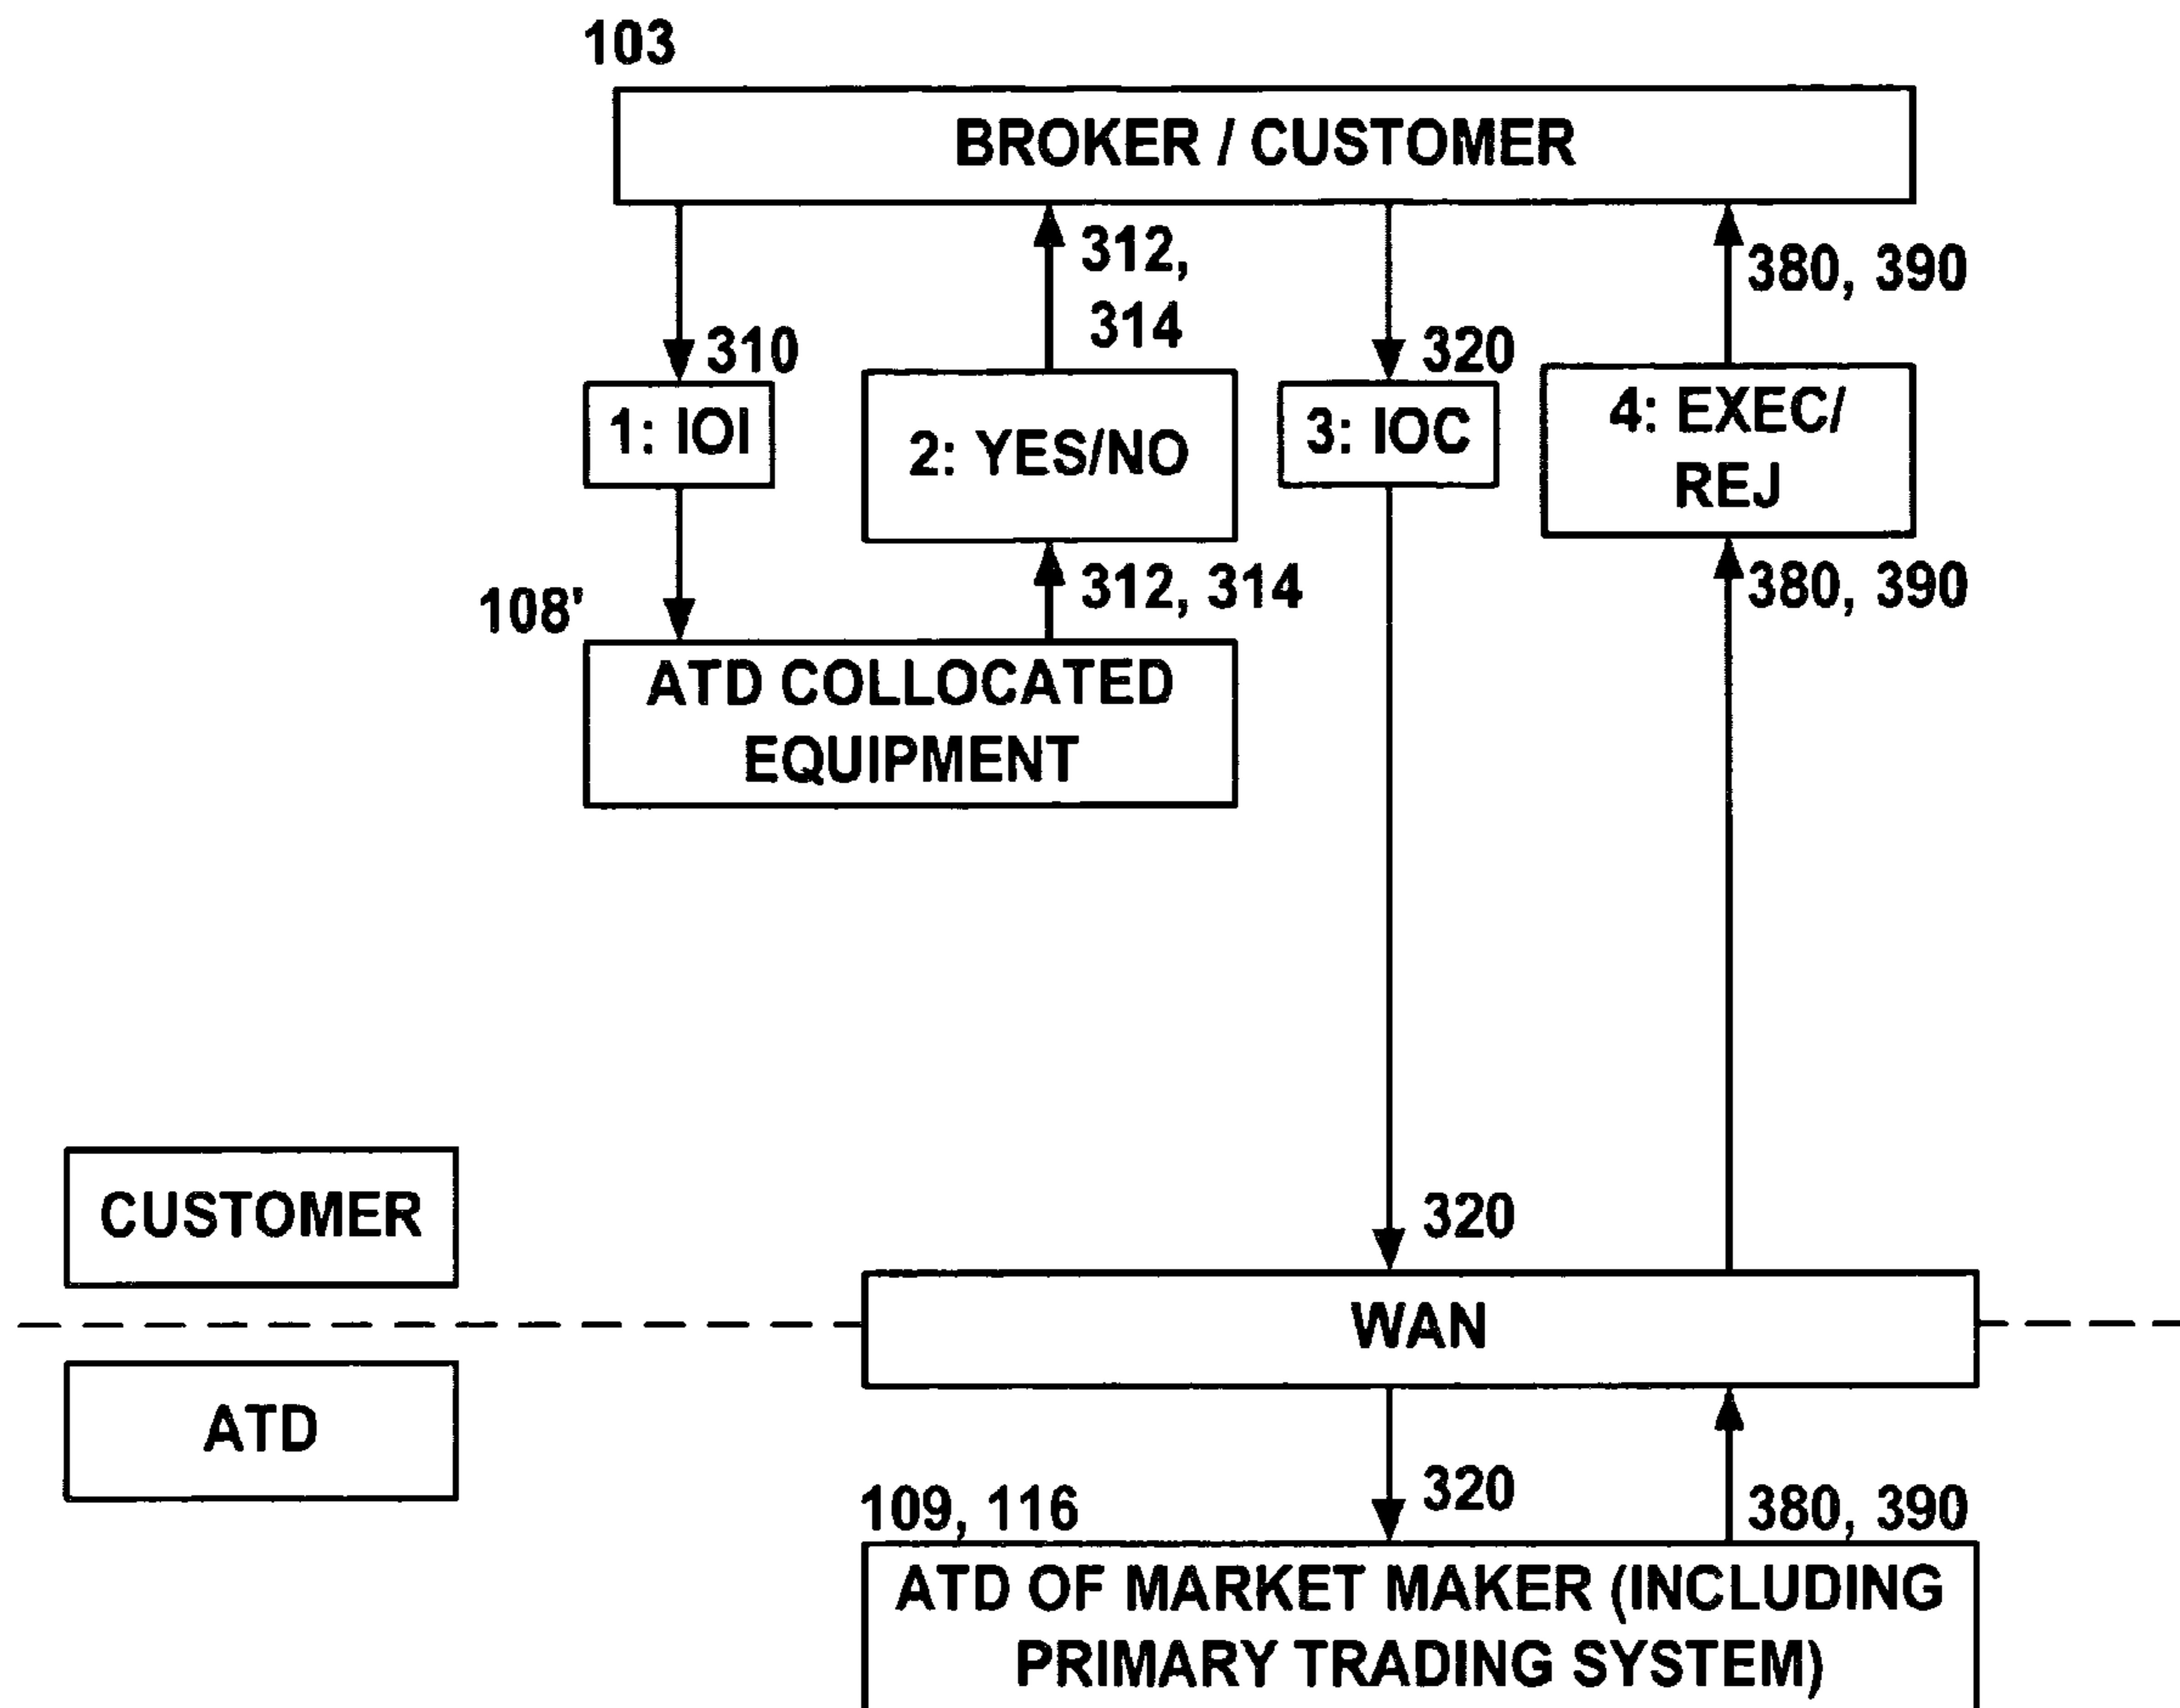 103
BROKER / CUSTOMER
312,
314
380, 390
310
320
1: IOI
2: YES/NO
3: IOC
4: EXEC/
REJ
108'
312, 314
380, 390
ATD COLLOCATED
EQUIPMENT
CUSTOMER
320
WAN
ATD
320
109, 116
380, 390
ATD OF MARKET MAKER (INCLUDING
PRIMARY TRADING SYSTEM)